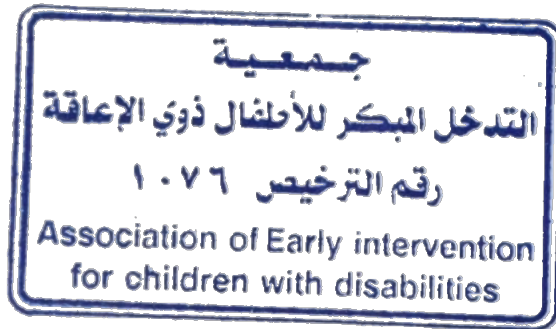 جمعية
التدخل المبكر للأطفال ذوي الإعاقة
رقم الترخيص ١٠٧٦
Association of Early intervention
for children with disabilities